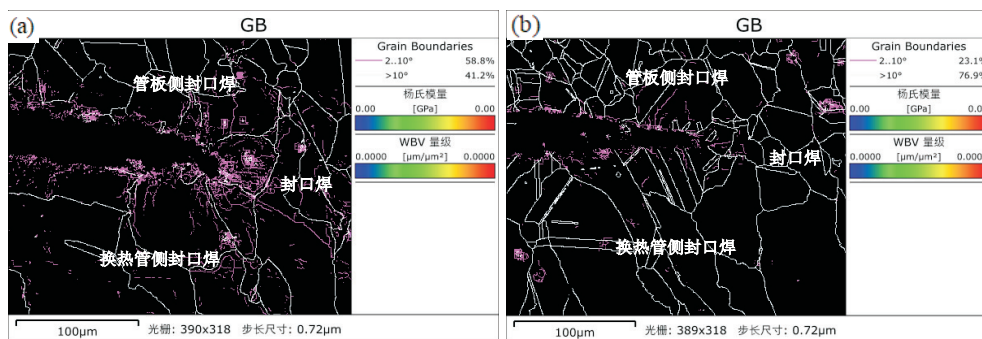 (a)
GB
管板侧封口焊
封口焊
换热管侧封口焊
Grain Boundaries
2..10° 58.8%
>10° 41.2%
杨氏模量
0.00 [GPa] 0.00
WBV 量级
0.0000 [μm/μm²] 0.0000
100μm 光栅: 390x318 步长尺寸: 0.72μm
(b)
GB
管板侧封口焊
封口焊
换热管侧封口焊
Grain Boundaries
2..10° 23.1%
>10° 76.9%
杨氏模量
0.00 [GPa] 0.00
WBV 量级
0.0000 [μm/μm²] 0.0000
100μm 光栅: 389x318 步长尺寸: 0.72μm